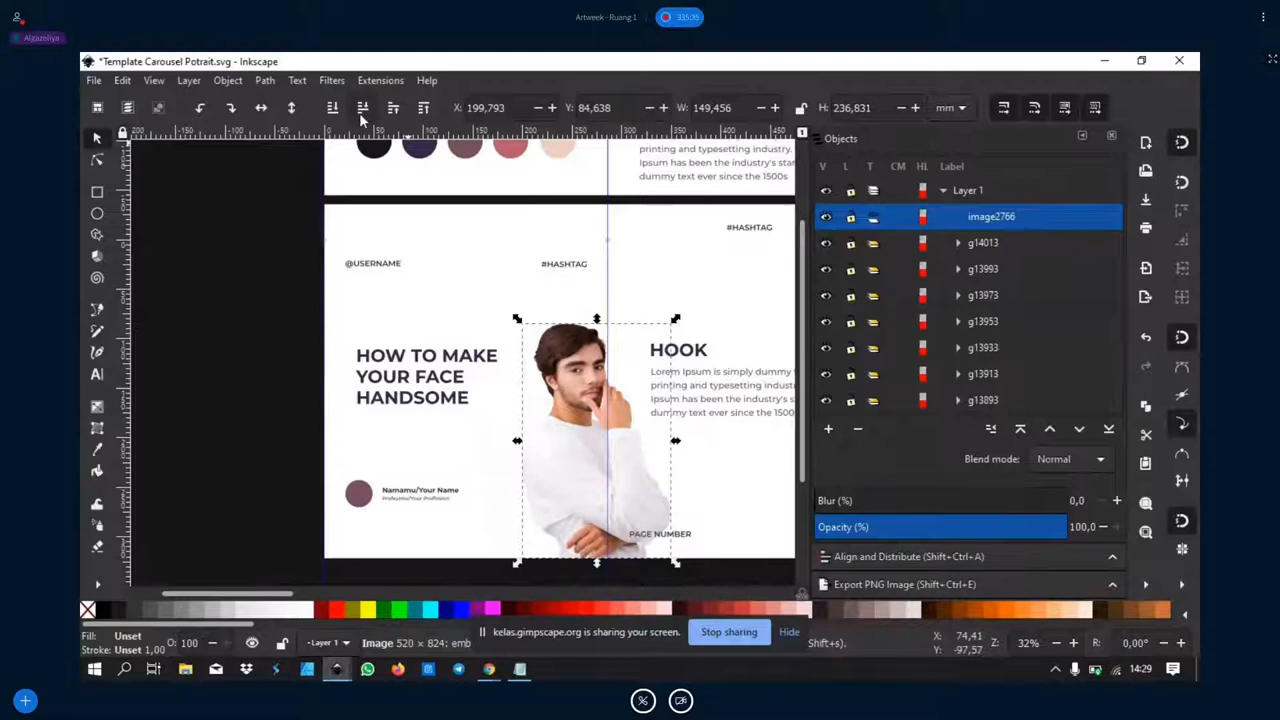 Artweek - Ruang 1
335:35
Algazeliya
*Template Carousel Potrait.svg - Inkscape
File Edit View Layer Object Path Text Filters Extensions Help
X: 199,793 Y: 84,638 W: 149,456 H: 236,831 mm
Objects
V L T CM HL Label
Layer 1
image2766
g14013
g13993
g13973
g13953
g13933
g13913
g13893
Blend mode: Normal
Blur (%) 0,0
Opacity (%) 100,0
Align and Distribute (Shift+Ctrl+A)
Export PNG Image (Shift+Ctrl+E)
printing and typesetting industry.
Ipsum has been the industry's star
dummy text ever since the 1500s
#HASHTAG
@USERNAME
#HASHTAG
HOW TO MAKE
YOUR FACE
HANDSOME
HOOK
Lorem Ipsum is simply dummy
printing and typesetting indust
Ipsum has been the industry's s
dummy text ever since the 1500
Namamu/Your Name
PAGE NUMBER
Fill: Unset
Stroke: Unset 1,00
O: 100
Layer 1
Image 520 × 824: emb
kelas.gimpscape.org is sharing your screen.
Stop sharing
Hide
Shift+s).
X: 74,41
Y: -97,57
Z: 32%
R: 0,00°
14:29